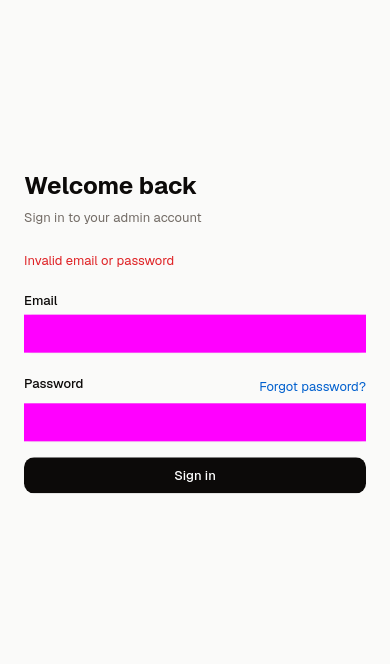 Welcome back
Sign in to your admin account
Invalid email or password
Email
Password
Forgot password?
Sign in